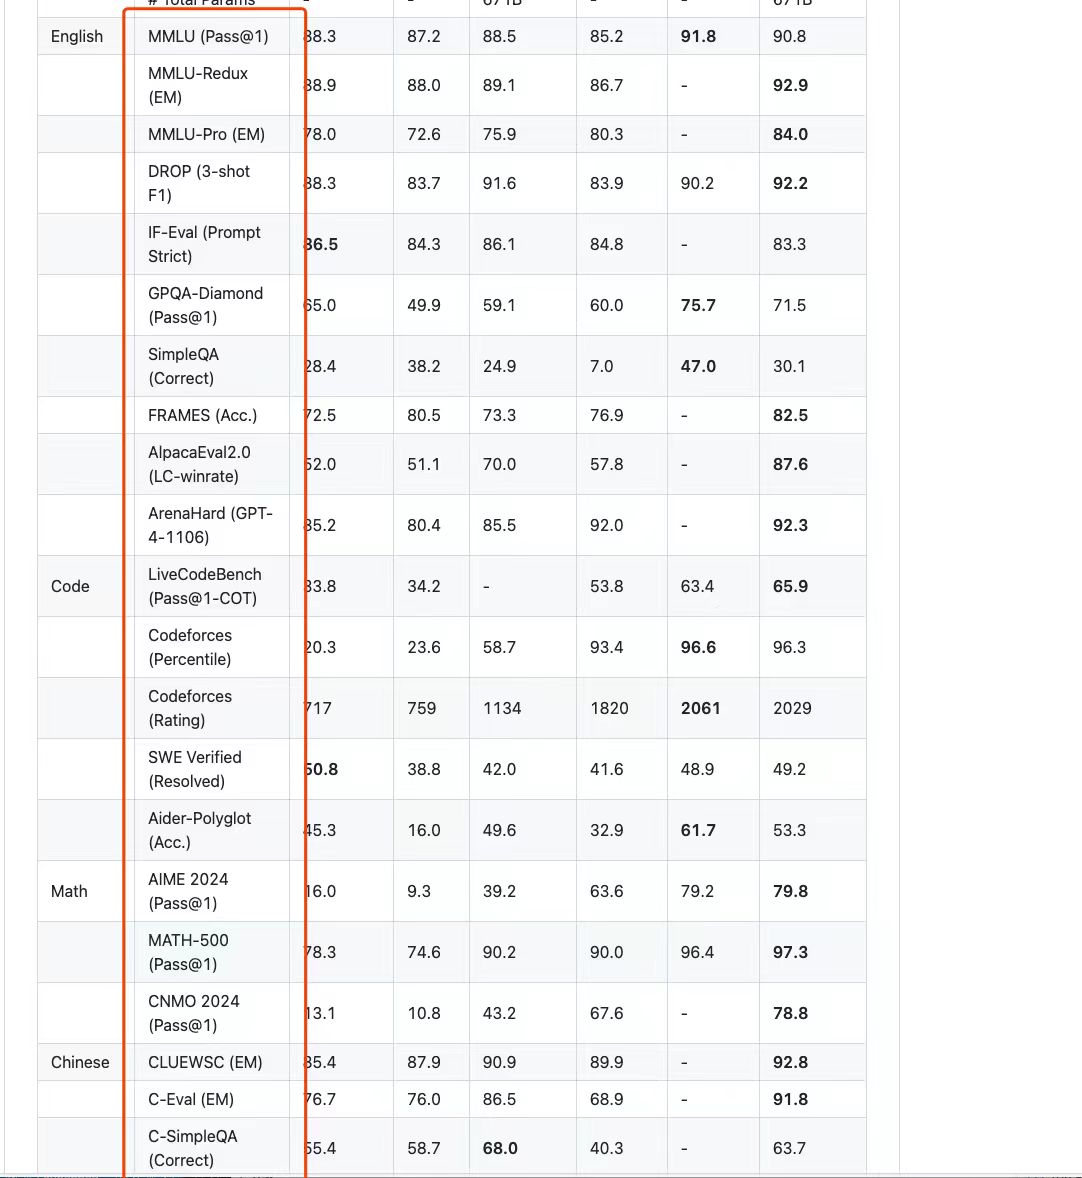 # Total Params - - 671B - - 671B
English MMLU (Pass@1) 88.3 87.2 88.5 85.2 91.8 90.8
MMLU-Redux
(EM)
88.9 88.0 89.1 86.7 - 92.9
MMLU-Pro (EM) 78.0 72.6 75.9 80.3 - 84.0
DROP (3-shot
F1)
88.3 83.7 91.6 83.9 90.2 92.2
IF-Eval (Prompt
Strict)
86.5 84.3 86.1 84.8 - 83.3
GPQA-Diamond
(Pass@1)
65.0 49.9 59.1 60.0 75.7 71.5
SimpleQA
(Correct)
28.4 38.2 24.9 7.0 47.0 30.1
FRAMES (Acc.) 72.5 80.5 73.3 76.9 - 82.5
AlpacaEval2.0
(LC-winrate)
52.0 51.1 70.0 57.8 - 87.6
ArenaHard (GPT-
4-1106)
85.2 80.4 85.5 92.0 - 92.3
Code
LiveCodeBench
(Pass@1-COT)
33.8 34.2 - 53.8 63.4 65.9
Codeforces
(Percentile)
20.3 23.6 58.7 93.4 96.6 96.3
Codeforces
(Rating)
717 759 1134 1820 2061 2029
SWE Verified
(Resolved)
50.8 38.8 42.0 41.6 48.9 49.2
Aider-Polyglot
(Acc.)
45.3 16.0 49.6 32.9 61.7 53.3
Math
AIME 2024
(Pass@1)
16.0 9.3 39.2 63.6 79.2 79.8
MATH-500
(Pass@1)
78.3 74.6 90.2 90.0 96.4 97.3
CNMO 2024
(Pass@1)
13.1 10.8 43.2 67.6 - 78.8
Chinese CLUEWSC (EM) 85.4 87.9 90.9 89.9 - 92.8
C-Eval (EM) 76.7 76.0 86.5 68.9 - 91.8
C-SimpleQA
(Correct)
55.4 58.7 68.0 40.3 - 63.7